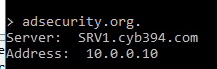 > adsecurity.org.
Server:  SRV1.cyb394.com
Address:  10.0.0.10